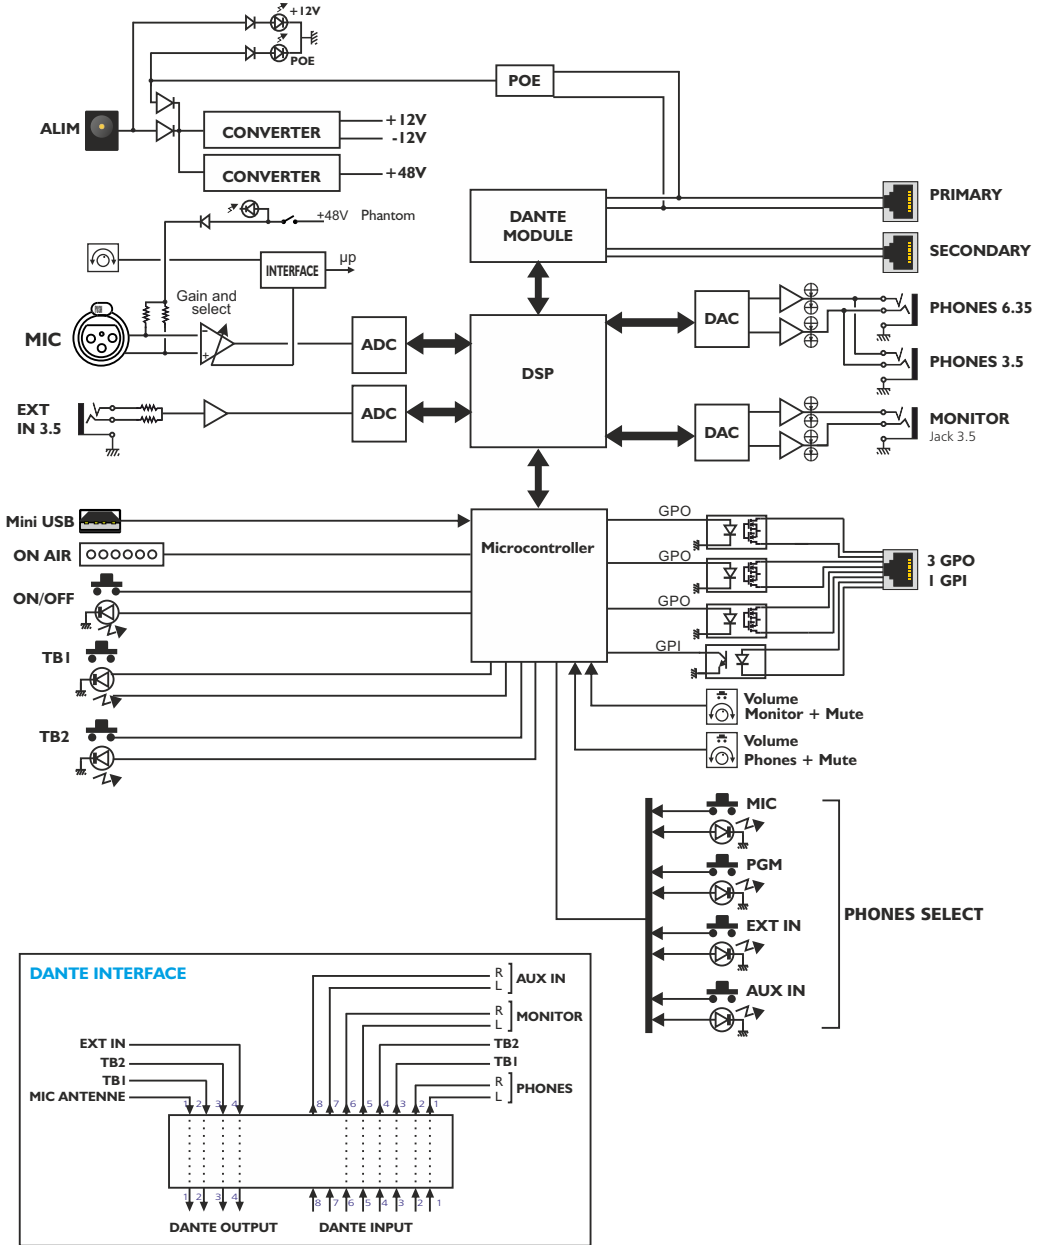 +12V
POE
POE
ALIM
CONVERTER
+12V
-12V
CONVERTER
+48V
+48V Phantom
DANTE
MODULE
PRIMARY
SECONDARY
INTERFACE
µp
Gain and
select
MIC
ADC
DSP
DAC
PHONES 6.35
PHONES 3.5
EXT
IN 3.5
ADC
DAC
MONITOR
Jack 3.5
Mini USB
ON AIR
ON/OFF
TB1
TB2
Microcontroller
GPO
GPO
GPO
GPI
3 GPO
1 GPI
Volume
Monitor + Mute
Volume
Phones + Mute
MIC
PGM
EXT IN
AUX IN
PHONES SELECT
DANTE INTERFACE
R
L
AUX IN
R
L
MONITOR
TB2
TB1
R
L
PHONES
EXT IN
TB2
TB1
MIC ANTENNE
1 2 3 4
8 7 6 5 4 3 2 1
1 2 3 4
8 7 6 5 4 3 2 1
DANTE OUTPUT
DANTE INPUT